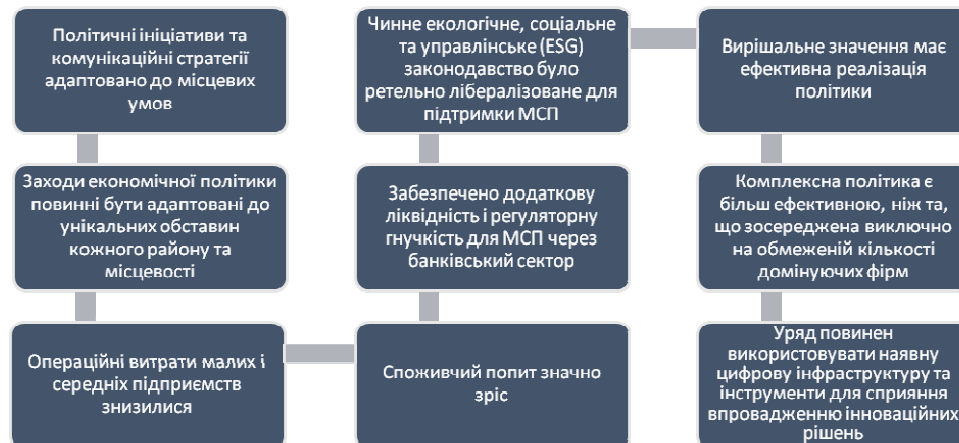 Політичні ініціативи та
комунікаційні стратегії
адаптовано до місцевих
умов
Заходи економічної політики
повинні бути адаптовані до
унікальних обставин
кожного району та
місцевості
Операційні витрати малих і
середніх підприємств
знизилися
Споживчий попит значно
зріс
Забезпечено додаткову
ліквідність і регуляторну
гнучкість для МСП через
банківський сектор
Чинне екологічне, соціальне
та управлінське (ESG)
законодавство було
ретельно лібералізоване для
підтримки МСП
Вирішальне значення має
ефективна реалізація
політики
Комплексна політика є
більш ефективною, ніж та,
що зосереджена виключно
на обмеженій кількості
домінуючих фірм
Уряд повинен
використовувати наявну
цифрову інфраструктуру та
інструменти для сприяння
впровадженню інноваційних
рішень